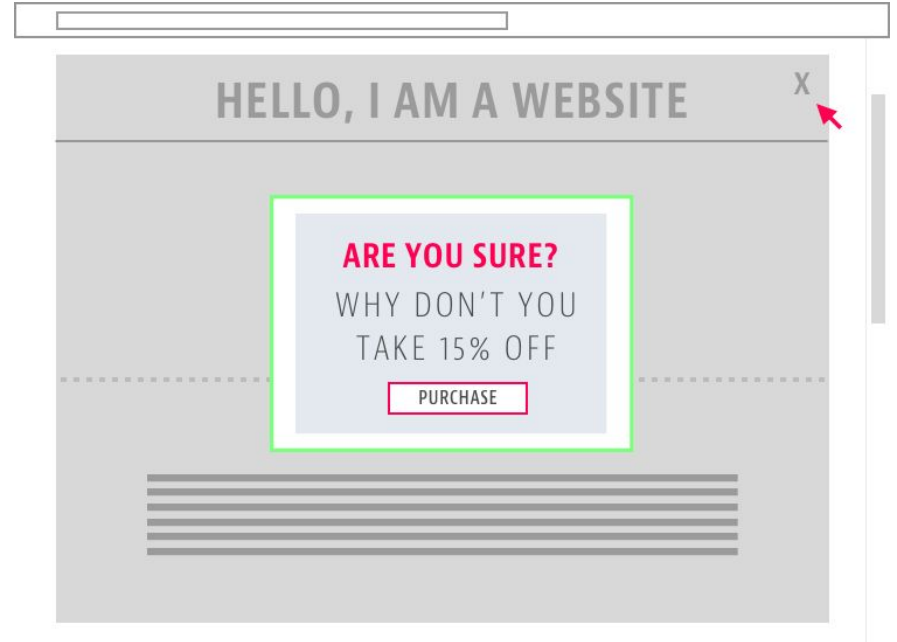 HELLO, I AM A WEBSITE
X
ARE YOU SURE?
WHY DON'T YOU
TAKE 15% OFF
PURCHASE